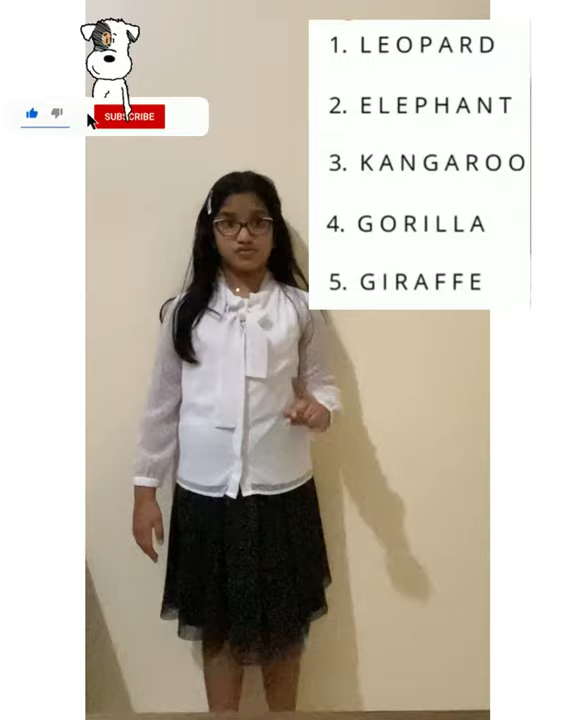 1. LEOPARD
SUBSCRIBE
2. ELEPHANT
3. KANGAROO
4. GORILLA
5. GIRAFFE